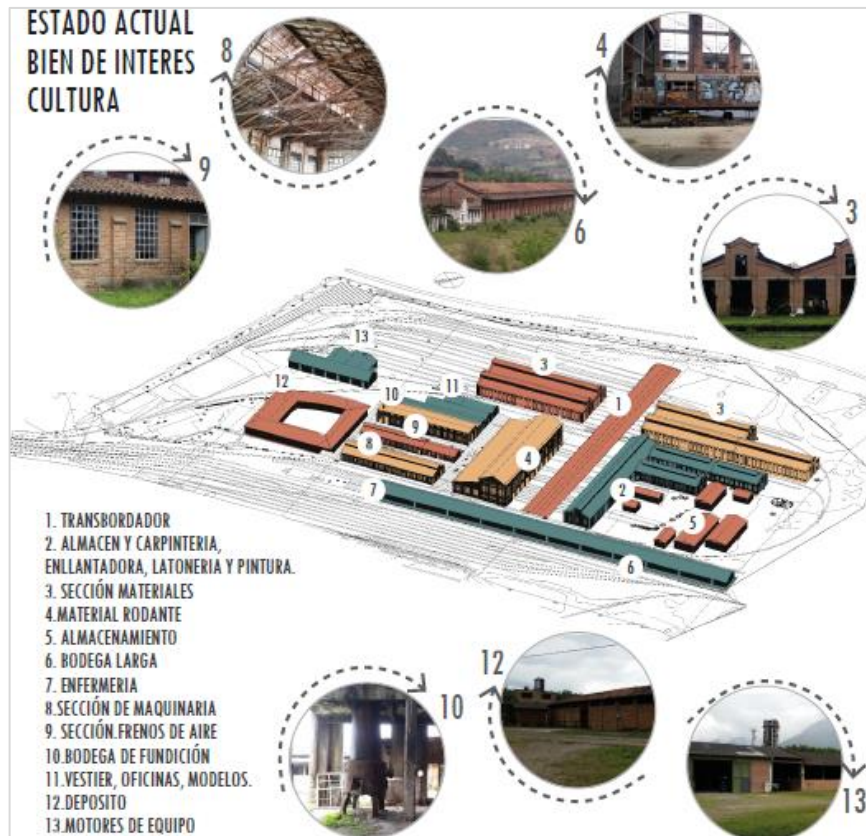 ESTADO ACTUAL
BIEN DE INTERES
CULTURA
8
4
9
6
3
13
3
12
10
11
1
9
3
8
4
7
2
5
6
1. TRANSBORDADOR
2. ALMACEN Y CARPINTERIA,
ENLLANTADORA, LATONERIA Y PINTURA.
3. SECCIÓN MATERIALES
4.MATERIAL RODANTE
5. ALMACENAMIENTO
6. BODEGA LARGA
7. ENFERMERIA
8.SECCIÓN DE MAQUINARIA
9. SECCIÓN.FRENOS DE AIRE
10.BODEGA DE FUNDICIÓN
11.VESTIER, OFICINAS, MODELOS.
12.DEPOSITO
13.MOTORES DE EQUIPO
12
10
13